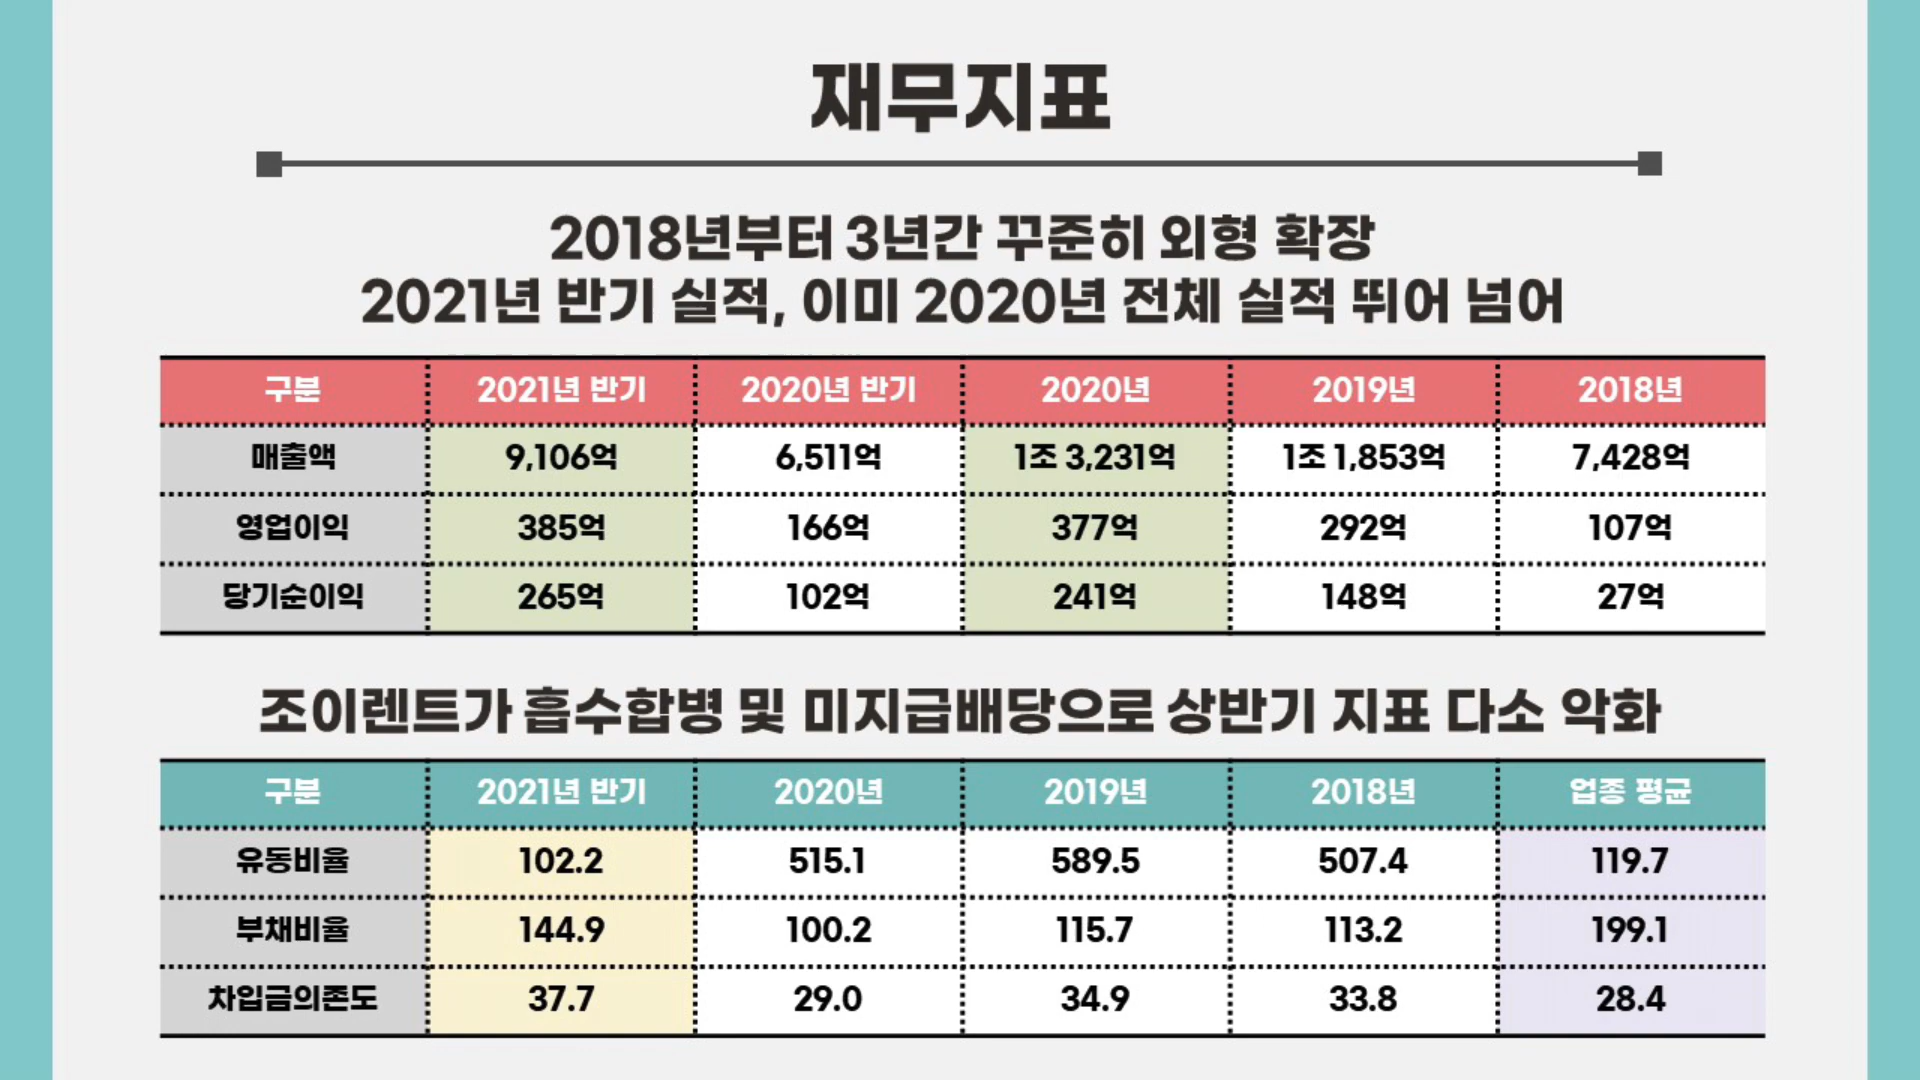 재무지표
2018년부터 3년간 꾸준히 외형 확장
2021년 반기 실적, 이미 2020년 전체 실적 뛰어 넘어
구분 2021년 반기 2020년 반기 2020년 2019년 2018년
매출액 9,106억 6,511억 1조 3,231억 1조 1,853억 7,428억
영업이익 385억 166억 377억 292억 107억
당기순이익 265억 102억 241억 148억 27억
조이렌트가 흡수합병 및 미지급배당으로 상반기 지표 다소 악화
구분 2021년 반기 2020년 2019년 2018년 업종 평균
유동비율 102.2 515.1 589.5 507.4 119.7
부채비율 144.9 100.2 115.7 113.2 199.1
차입금의존도 37.7 29.0 34.9 33.8 28.4